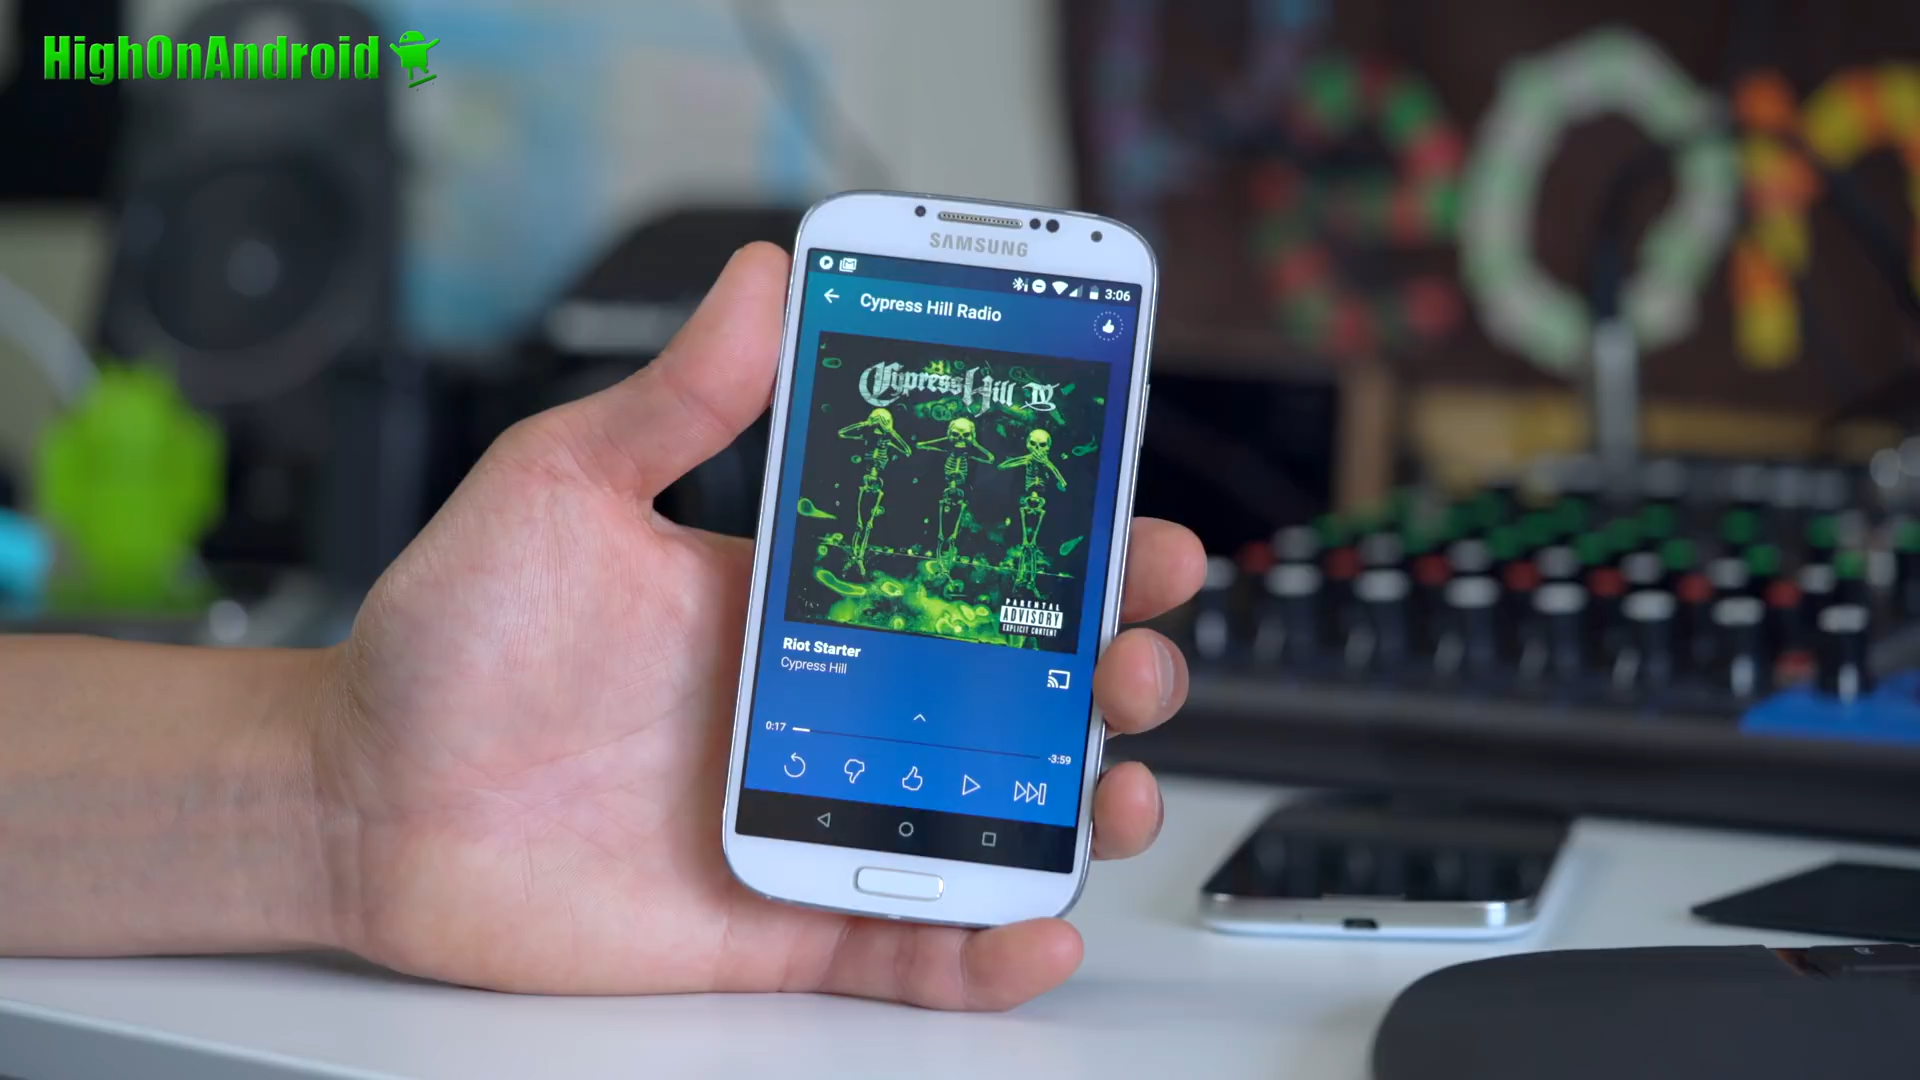 HighOnAndroid
SAMSUNG
3:06
Cypress Hill Radio
Cypress Hill IV
PARENTAL
ADVISORY
EXPLICIT CONTENT
Riot Starter
Cypress Hill
0:17
-3:59